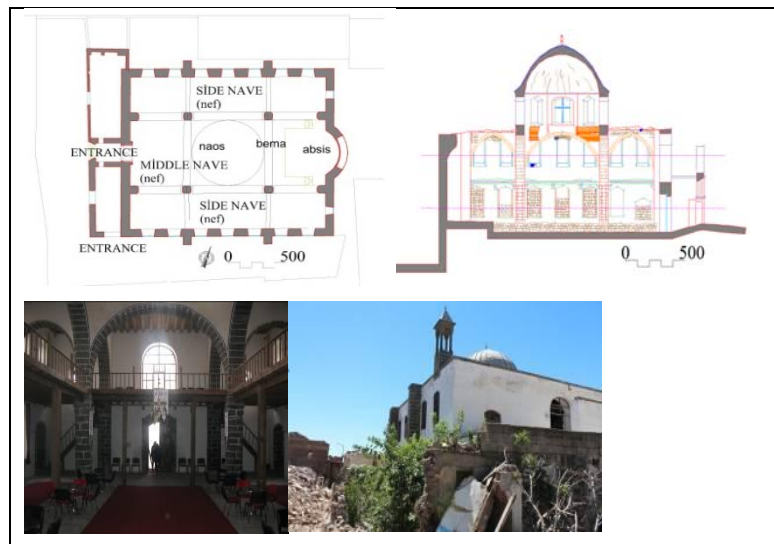 SİDE NAVE
(nef)
naos
bema
absis
ENTRANCE
MİDDLE NAVE
(nef)
SİDE NAVE
(nef)
ENTRANCE
0 500
0 500